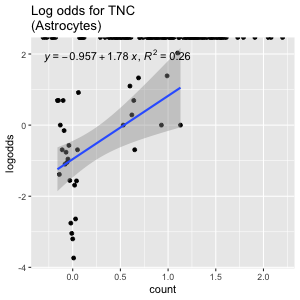 Log odds for TNC
(Astrocytes)
y = −0.957 + 1.78 x, R² = 0.26
2
0
-2
-4
logodds
0.0 0.5 1.0 1.5 2.0
count